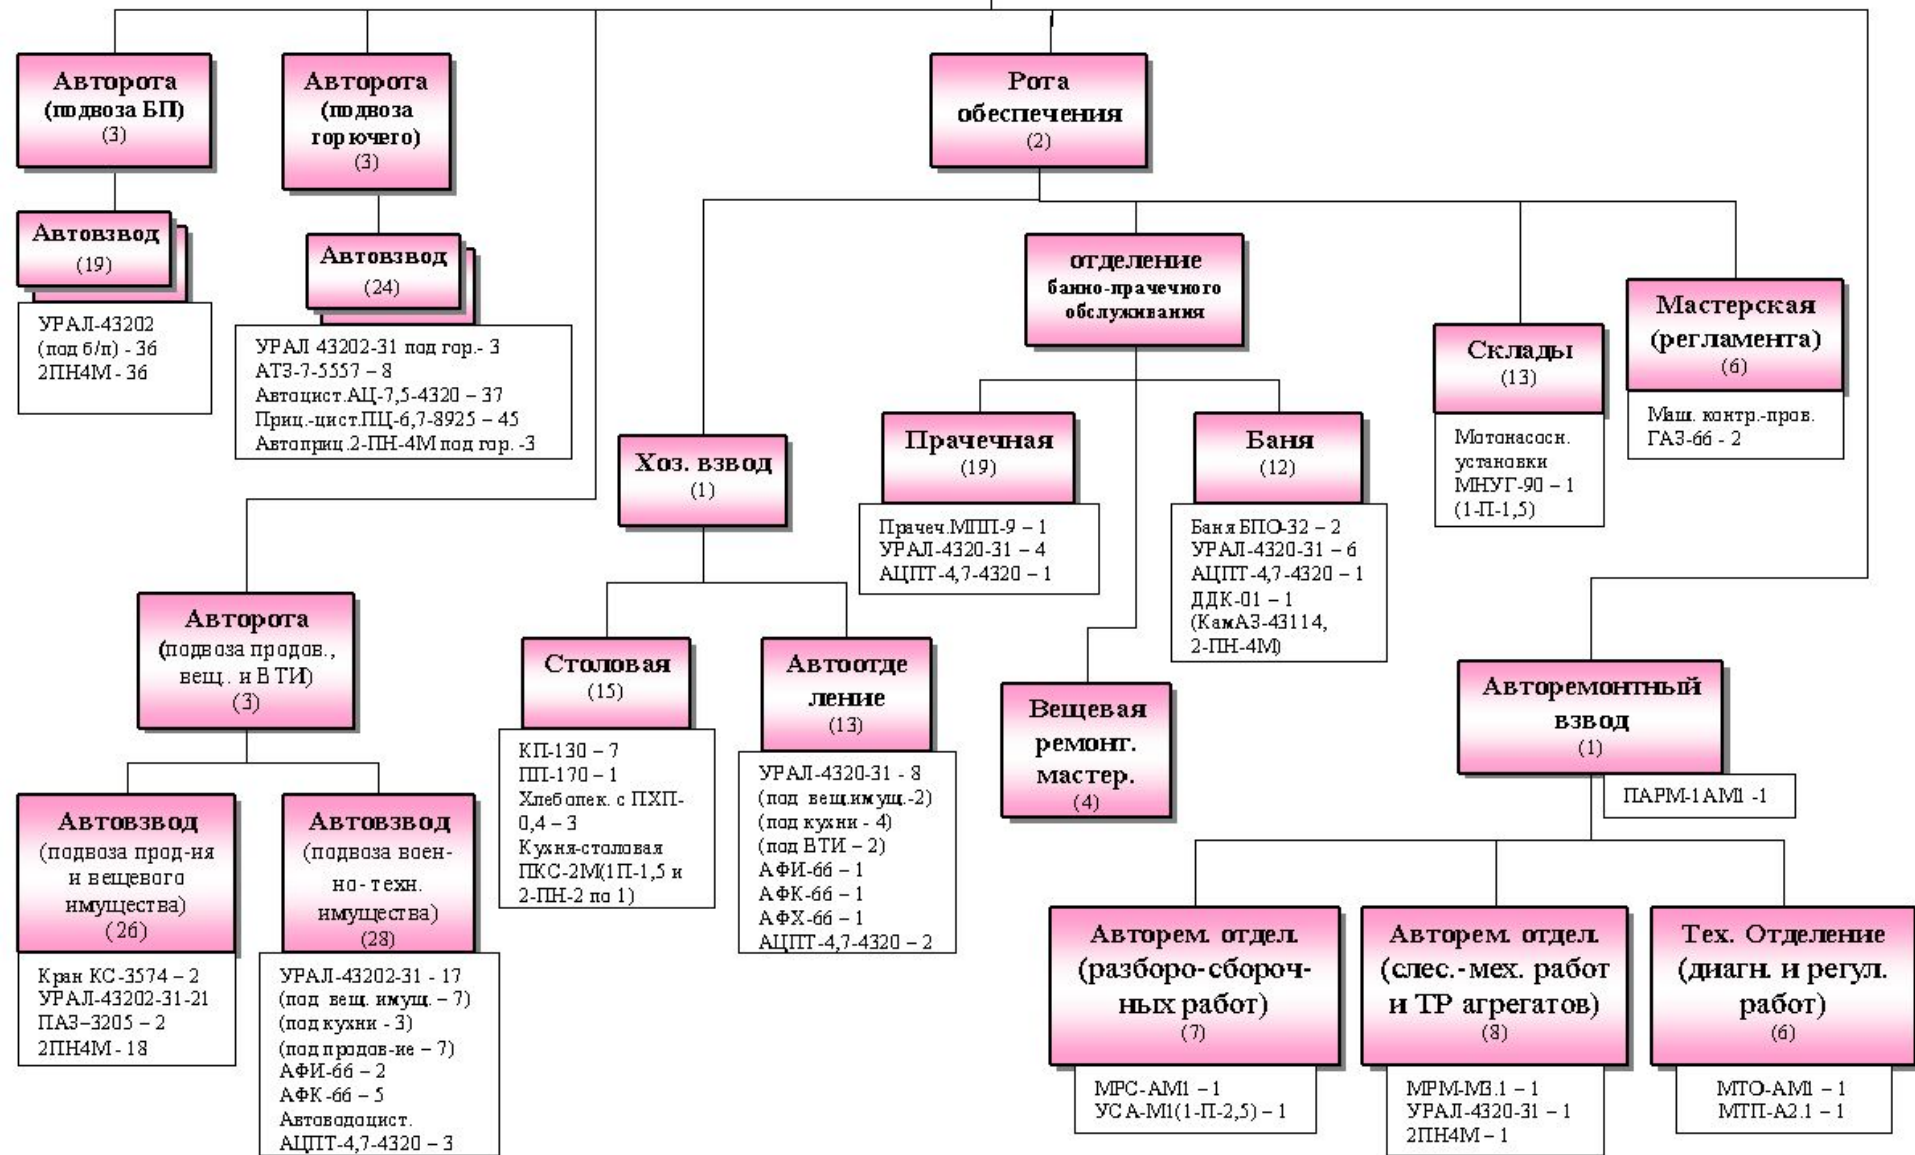 Авторота
(подвоза БП)
(3)
Автовзвод
(19)
УРАЛ-43202
(под б/п) - 36
2ПН4М - 36
Авторота
(подвоза
горючего)
(3)
Автовзвод
(24)
УРАЛ 43202-31 под гор.- 3
АТЗ-7-5557 – 8
Автоцист.АЦ-7,5-4320 – 37
Приц.-цист.ПЦ-6,7-8925 – 45
Автоприц.2-ПН-4М под гор. -3
Авторота
(подвоза продов.,
вещ. и ВТИ)
(3)
Автовзвод
(подвоза прод-ия
и вещевого
имущества)
(26)
Кран КС-3574 – 2
УРАЛ-43202-31-21
ПАЗ–3205 – 2
2ПН4М - 18
Автовзвод
(подвоза воен-
но- техн.
имущества)
(28)
УРАЛ-43202-31 - 17
(под вещ. имущ. – 7)
(под кухни - 3)
(под продов-ие – 7)
АФИ-66 – 2
АФК-66 – 5
Автоводоцист.
АЦПТ-4,7-4320 – 3
Рота
обеспечения
(2)
Хоз. взвод
(1)
Столовая
(15)
КП-130 – 7
ПП-170 – 1
Хлебопек. с ПХП-
0,4 – 3
Кухня-столовая
ПКС-2М(1П-1,5 и
2-ПН-2 по 1)
Автоотде
ление
(13)
УРАЛ-4320-31 - 8
(под вещ.имущ.-2)
(под кухни - 4)
(под ВТИ – 2)
АФИ-66 – 1
АФК-66 – 1
АФХ-66 – 1
АЦПТ-4,7-4320 – 2
отделение
банно-прачечного
обслуживания
Прачечная
(19)
Прачеч.МПП-9 – 1
УРАЛ-4320-31 – 4
АЦПТ-4,7-4320 – 1
Баня
(12)
Баня БПО-32 – 2
УРАЛ-4320-31 – 6
АЦПТ-4,7-4320 – 1
ДДК-01 – 1
(КамАЗ-43114,
2-ПН-4М)
Вещевая
ремонт.
мастер.
(4)
Склады
(13)
Мотонасосн.
установки
МНУГ-90 – 1
(1-П-1,5)
Мастерская
(регламента)
(6)
Маш. контр.-пров.
ГАЗ-66 - 2
Авторемонтный
взвод
(1)
ПАРМ-1АМ1 -1
Авторем. отдел.
(разборо-сбороч-
ных работ)
(7)
МРС-АМ1 – 1
УСА-М1(1-П-2,5) – 1
Авторем. отдел.
(слес.-мех. работ
и ТР агрегатов)
(8)
МРМ-М3.1 – 1
УРАЛ-4320-31 – 1
2ПН4М – 1
Тех. Отделение
(диагн. и регул.
работ)
(6)
МТО-АМ1 – 1
МТП-А2.1 – 1